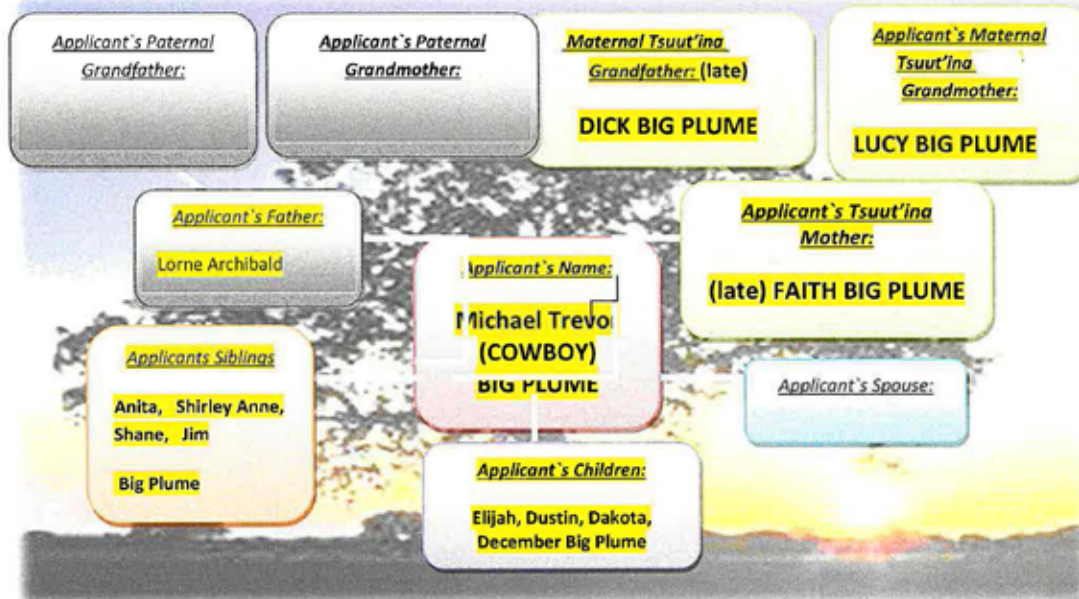 Applicant`s Paternal
Grandfather:
Applicant`s Paternal
Grandmother:
Maternal Tsuut'ina
Grandfather: (late)
DICK BIG PLUME
Applicant`s Maternal
Tsuut'ina
Grandmother:
LUCY BIG PLUME
Applicant`s Father:
Lorne Archibald
Applicant`s Name:
Michael Trevor
(COWBOY)
BIG PLUME
Applicant`s Tsuut'ina
Mother:
(late) FAITH BIG PLUME
Applicants Siblings
Anita, Shirley Anne,
Shane, Jim
Big Plume
Applicant`s Spouse:
Applicant`s Children:
Elijah, Dustin, Dakota,
December Big Plume